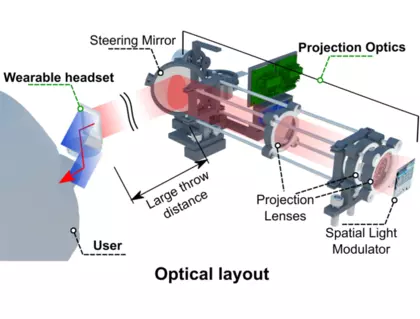 Steering Mirror
Projection Optics
Wearable headset
Large throw
distance
Projection
Lenses
Spatial Light
Modulator
User
Optical layout